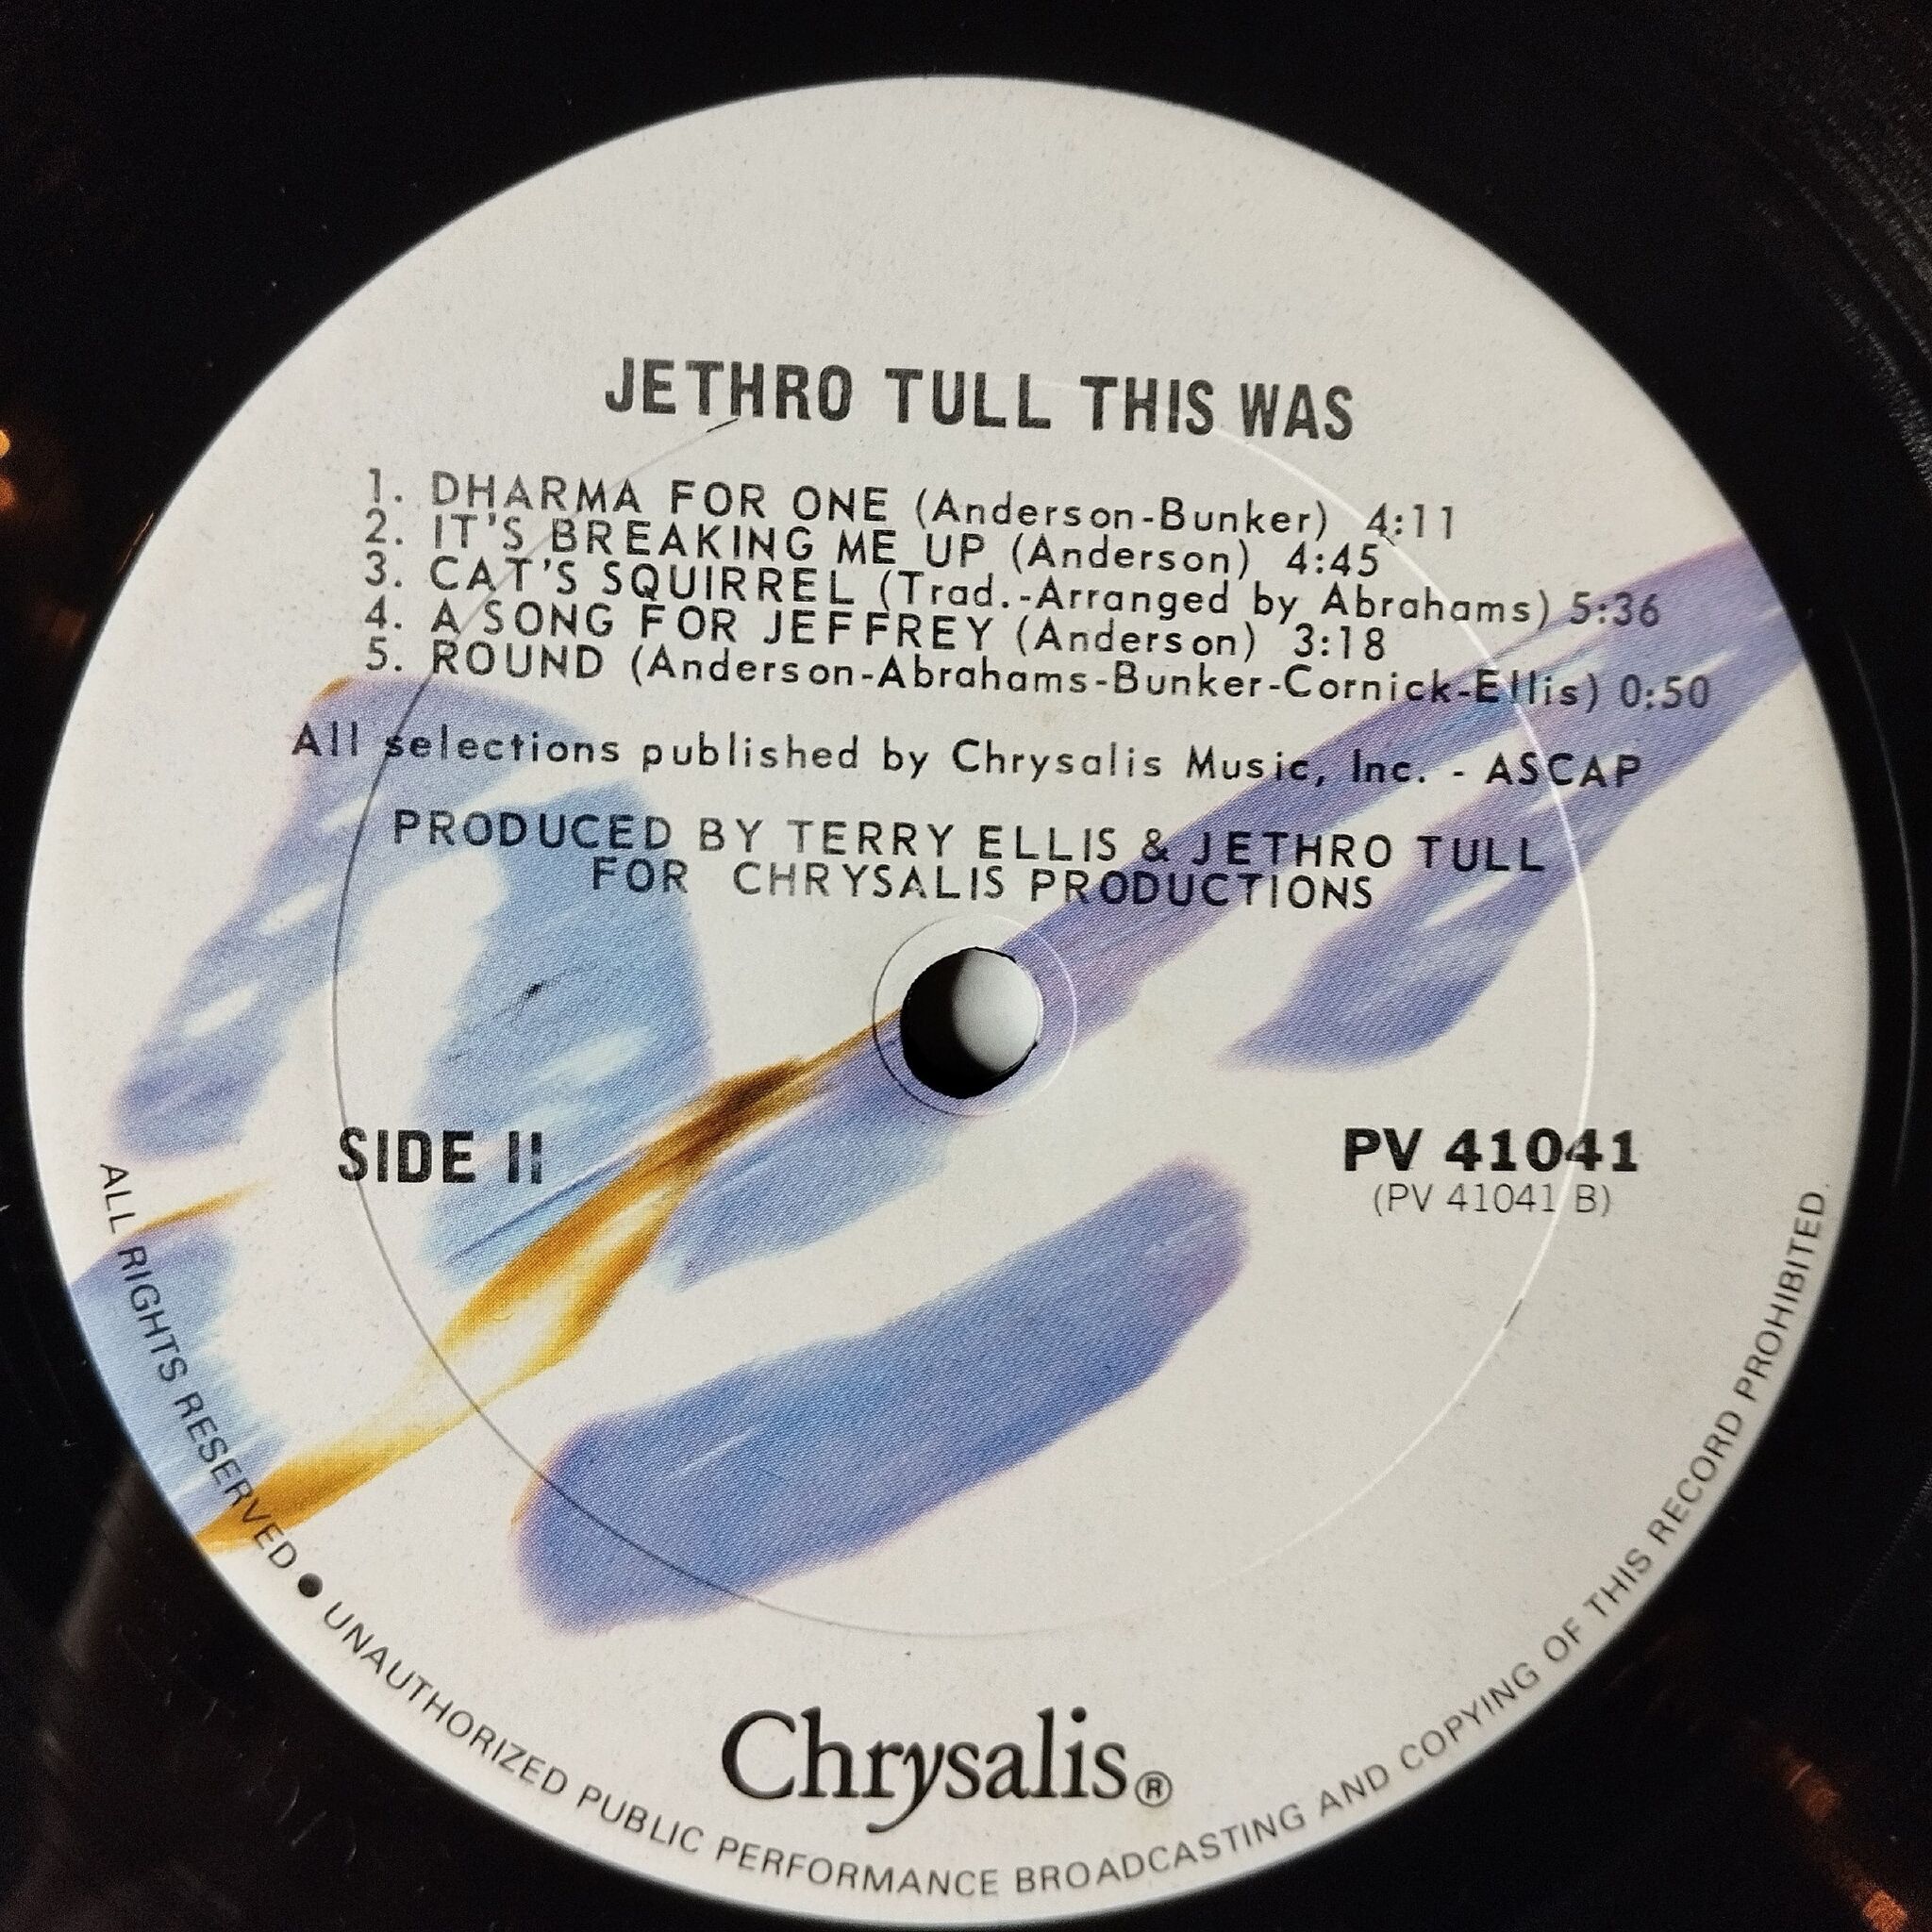 JETHRO TULL THIS WAS
1. DHARMA FOR ONE (Anderson-Bunker) 4:11
2. IT'S BREAKING ME UP (Anderson) 4:45
3. CAT'S SQUIRREL (Trad.-Arranged by Abrahams) 5:36
4. A SONG FOR JEFFREY (Anderson) 3:18
5. ROUND (Anderson-Abrahams-Bunker-Cornick-Ellis) 0:50
All selections published by Chrysalis Music, Inc. - ASCAP
PRODUCED BY TERRY ELLIS & JETHRO TULL
FOR CHRYSALIS PRODUCTIONS
SIDE II
PV 41041
(PV 41041 B)
Chrysalis®
ALL RIGHTS RESERVED ● UNAUTHORIZED PUBLIC PERFORMANCE BROADCASTING AND COPYING OF THIS RECORD PROHIBITED.